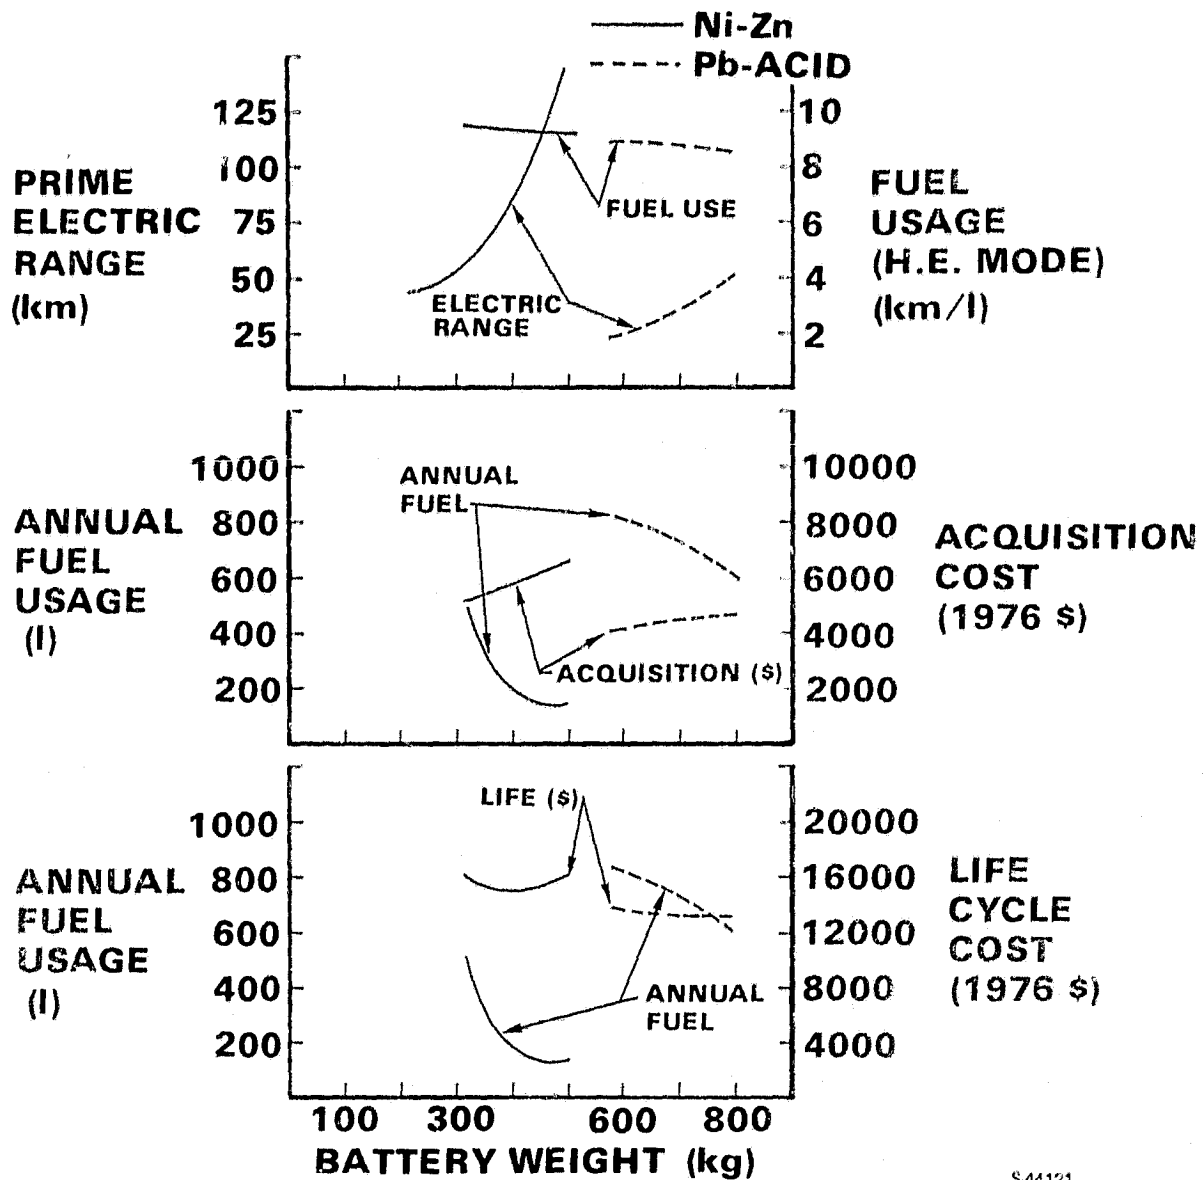 Ni-Zn
Pb-ACID
PRIME
ELECTRIC
RANGE
(km)
125
100
75
50
25
FUEL USE
ELECTRIC
RANGE
10
8
6
4
2
FUEL
USAGE
(H.E. MODE)
(km/l)
ANNUAL
FUEL
USAGE
(l)
1000
800
600
400
200
ANNUAL
FUEL
ACQUISITION ($)
10000
8000
6000
4000
2000
ACQUISITION
COST
(1976 $)
ANNUAL
FUEL
USAGE
(l)
1000
800
600
400
200
LIFE ($)
ANNUAL
FUEL
20000
16000
12000
8000
4000
LIFE
CYCLE
COST
(1976 $)
100 300 600 800
BATTERY WEIGHT (kg)
S-44121